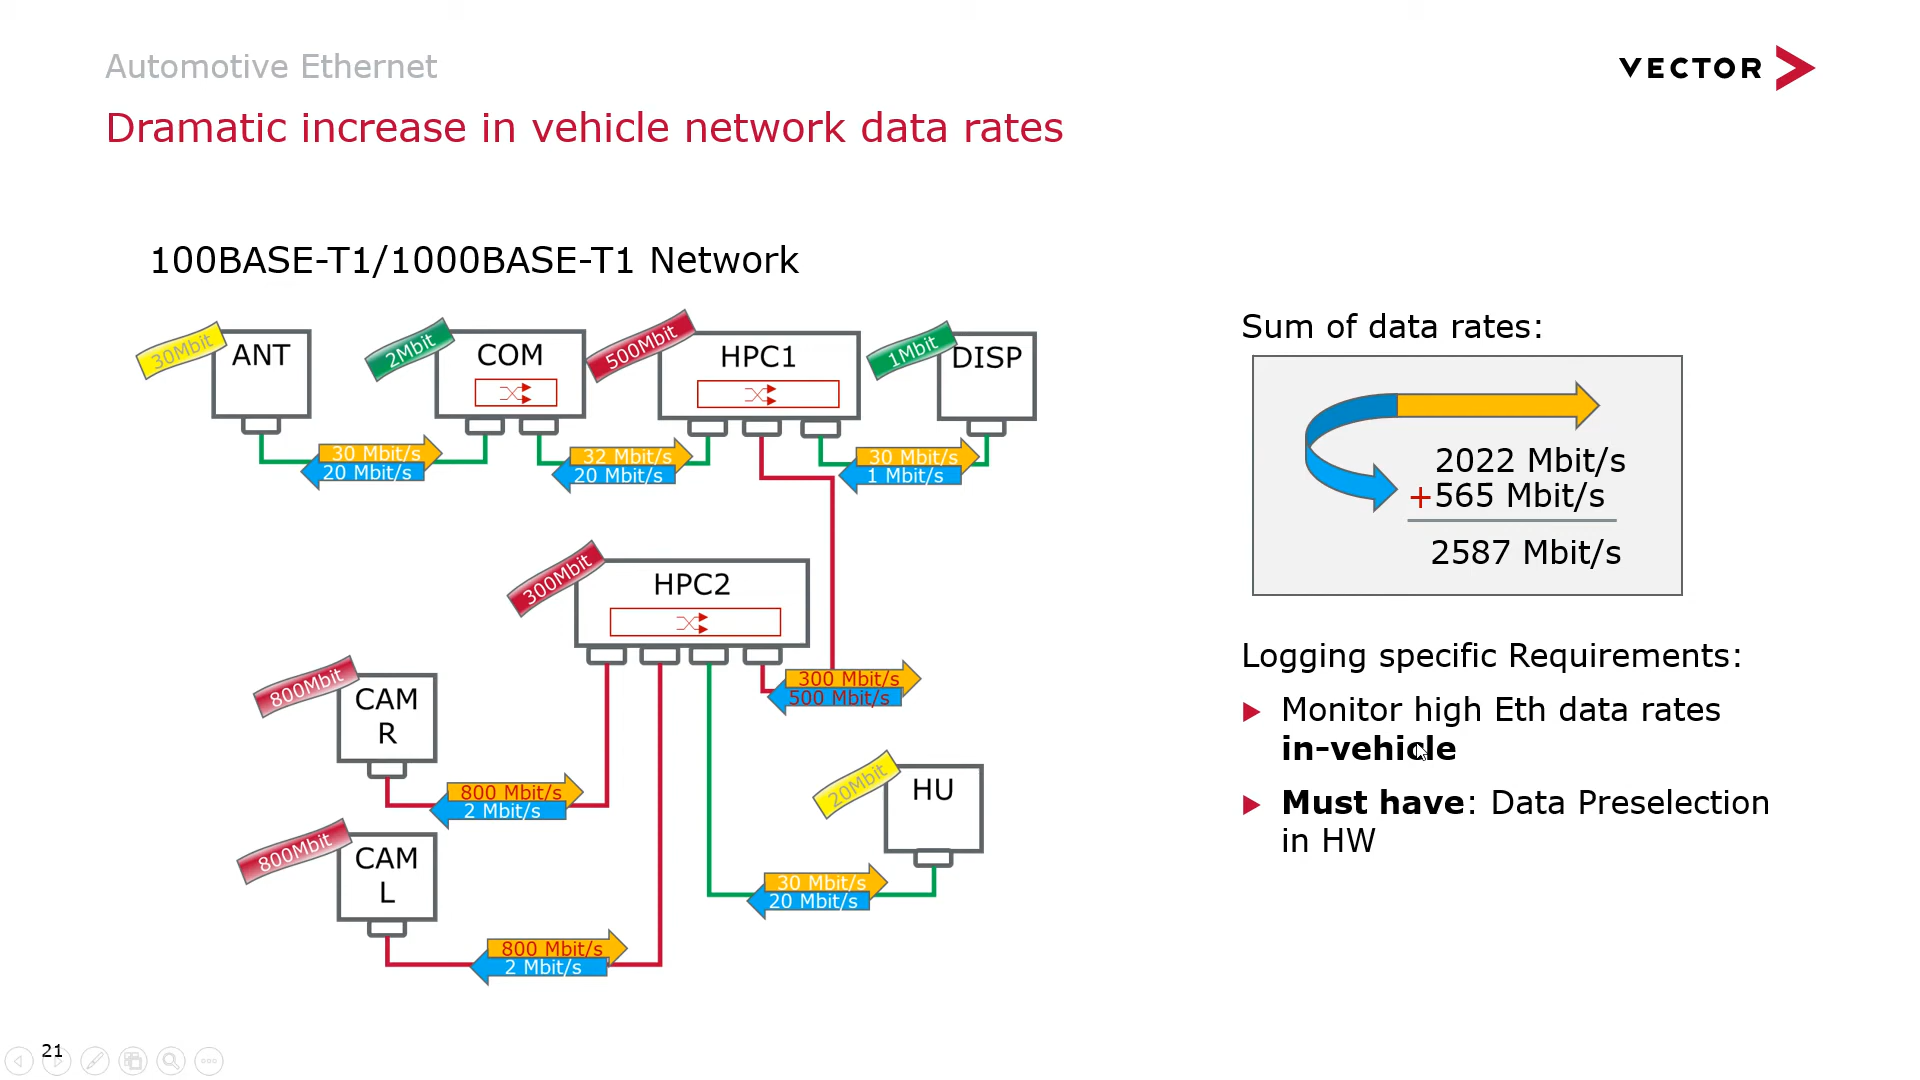 Automotive Ethernet
VECTOR
Dramatic increase in vehicle network data rates
100BASE-T1/1000BASE-T1 Network
30Mbit
ANT
2Mbit
COM
500Mbit
HPC1
1Mbit
DISP
30 Mbit/s
20 Mbit/s
32 Mbit/s
20 Mbit/s
30 Mbit/s
1 Mbit/s
300Mbit
HPC2
300 Mbit/s
500 Mbit/s
800Mbit
CAM
R
800 Mbit/s
2 Mbit/s
20Mbit
HU
800Mbit
CAM
L
30 Mbit/s
20 Mbit/s
800 Mbit/s
2 Mbit/s
Sum of data rates:
2022 Mbit/s
+565 Mbit/s
2587 Mbit/s
Logging specific Requirements:
Monitor high Eth data rates
in-vehicle
Must have: Data Preselection
in HW
21